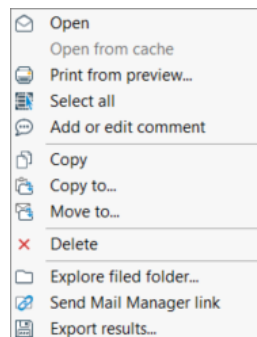 Open
Open from cache
Print from preview...
Select all
Add or edit comment
Copy
Copy to...
Move to...
Delete
Explore filed folder...
Send Mail Manager link
Export results...